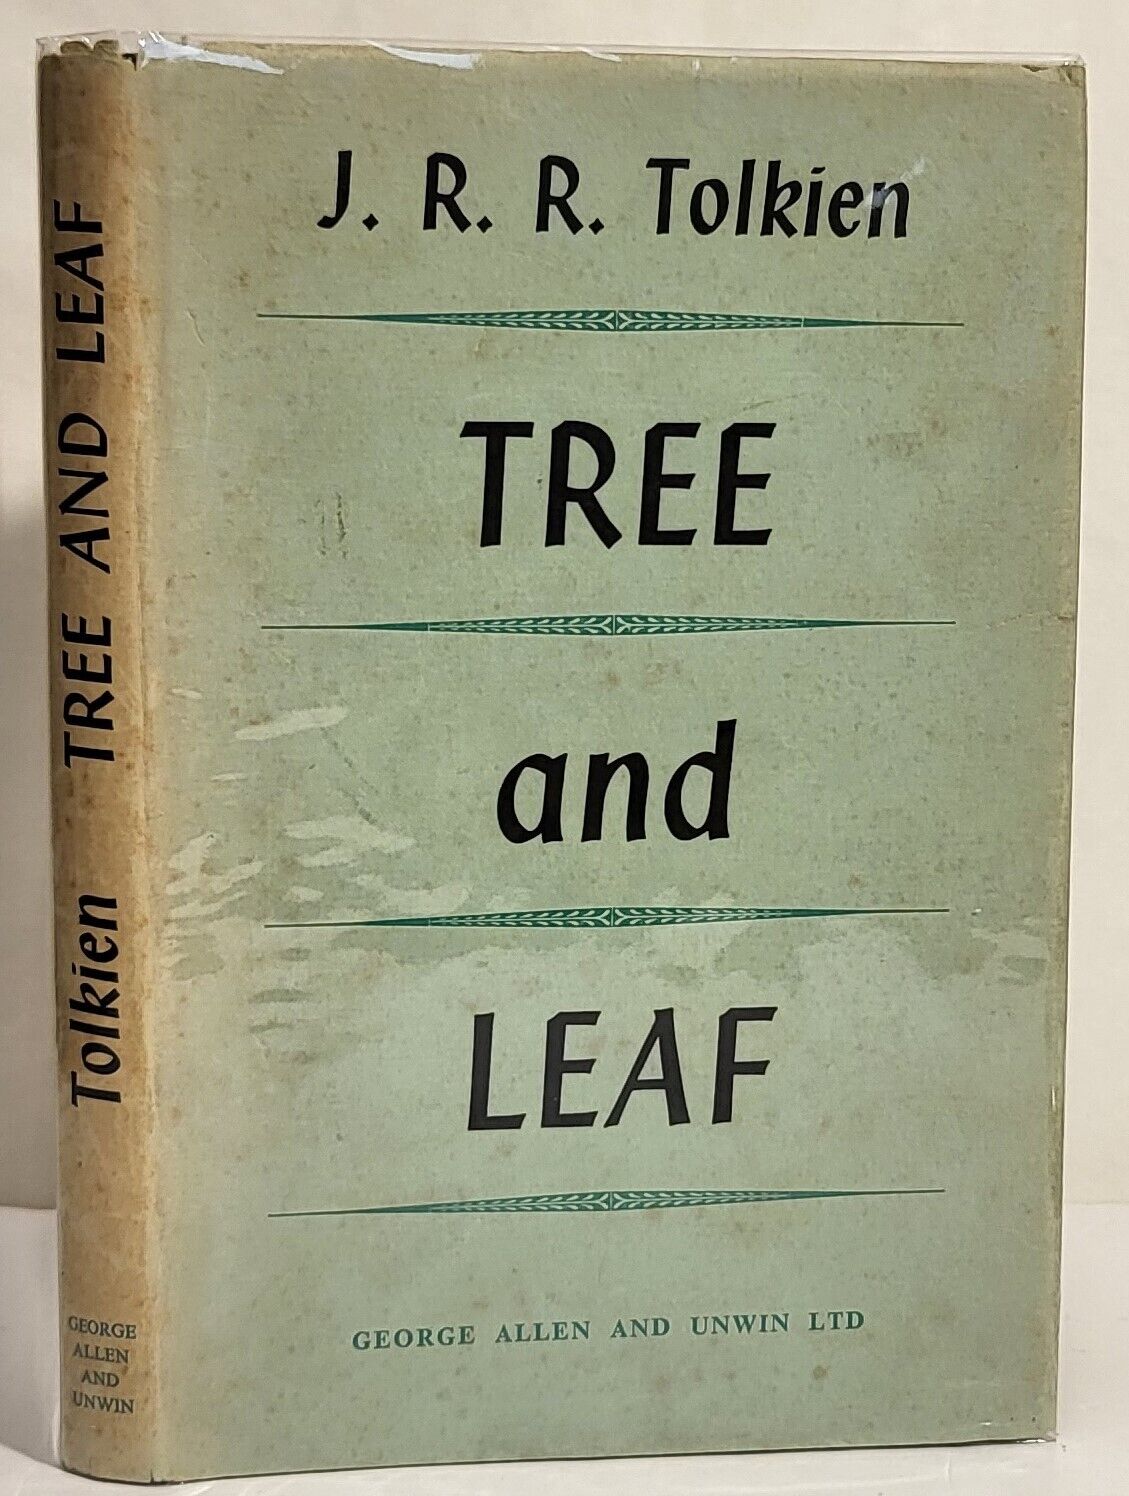 J. R. R. Tolkien
TREE
and
LEAF
GEORGE ALLEN AND UNWIN LTD
Tolkien TREE AND LEAF
GEORGE
ALLEN
AND
UNWIN